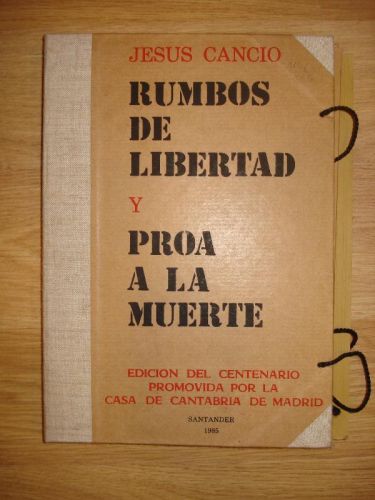 JESUS CANCIO
RUMBOS
DE
LIBERTAD
Y
PROA
A LA
MUERTE
EDICION DEL CENTENARIO
PROMOVIDA POR LA
CASA DE CANTABRIA DE MADRID
SANTANDER
1985